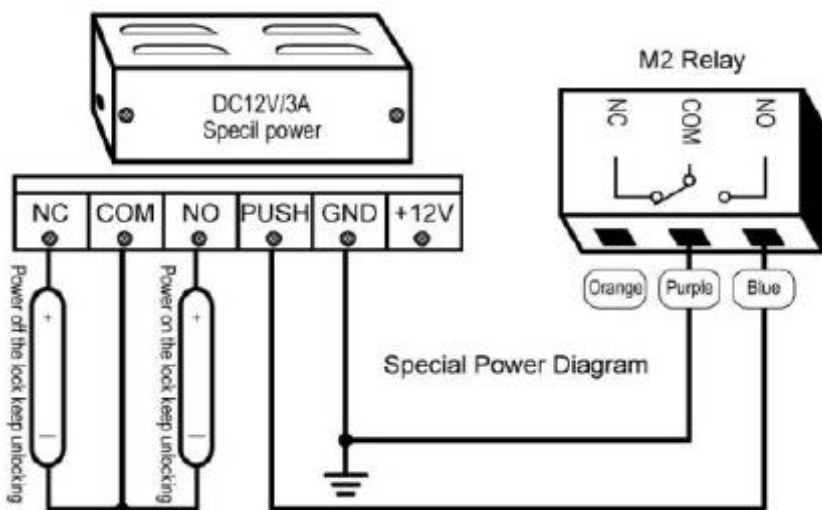 DC12V/3A
Specil power
M2 Relay
NC
COM
NO
NC COM NO PUSH GND +12V
Orange Purple Blue
Power off the lock keep unlocking
+
—
Power on the lock keep unlocking
+
—
Special Power Diagram